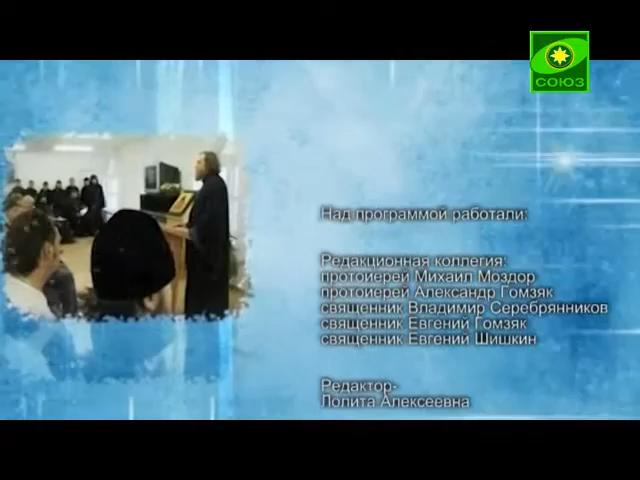 СОЮЗ
Над программой работали:
Редакционная коллегия:
протоиерей Михаил Моздор
протоиерей Александр Гомзяк
священник Владимир Серебрянников
священник Евгений Гомзяк
священник Евгений Шишкин
Редактор-
Лолита Алексеевна